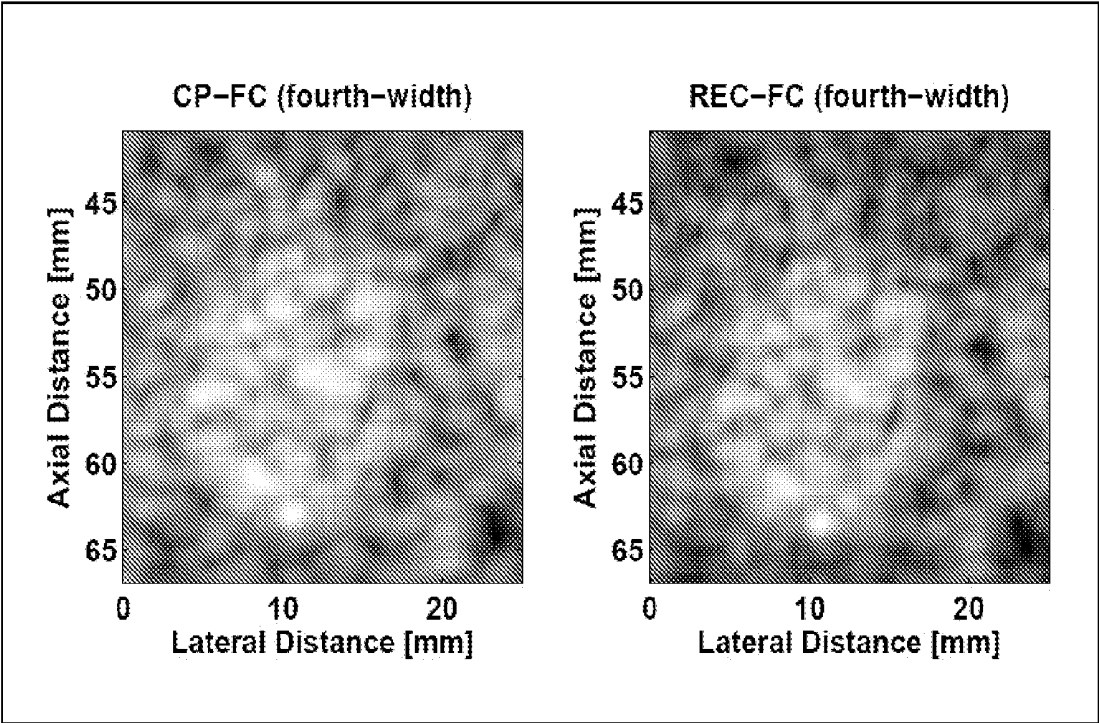 CP-FC (fourth-width)
REC-FC (fourth-width)
Axial Distance [mm]
45
50
55
60
65
0
10
20
Lateral Distance [mm]
Axial Distance [mm]
45
50
55
60
65
0
10
20
Lateral Distance [mm]